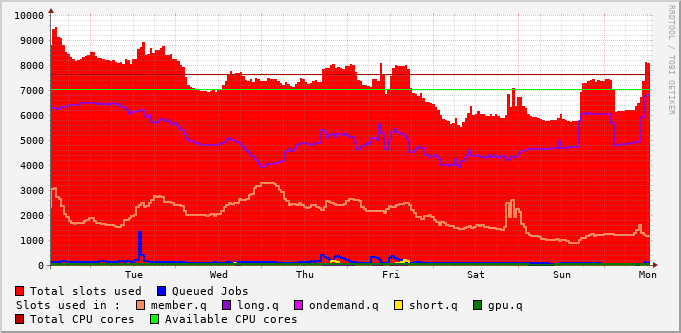 10000
9000
8000
7000
6000
5000
4000
3000
2000
1000
0
Tue Wed Thu Fri Sat Sun Mon
RRDTOOL / TOBI OETIKER
Total slots used Queued Jobs
Slots used in : member.q long.q ondemand.q short.q gpu.q
Total CPU cores Available CPU cores